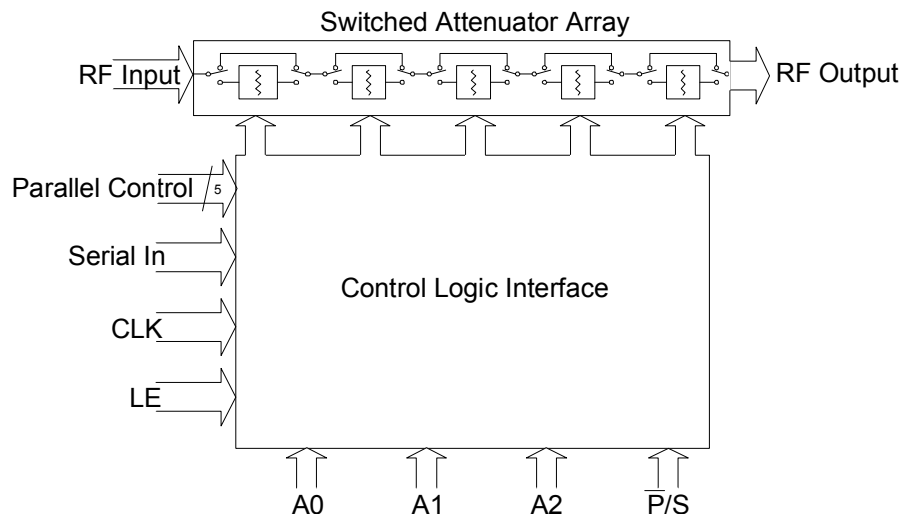 Switched Attenuator Array
RF Input
RF Output
Parallel Control
5
Serial In
Control Logic Interface
CLK
LE
A0
A1
A2
P̅/S